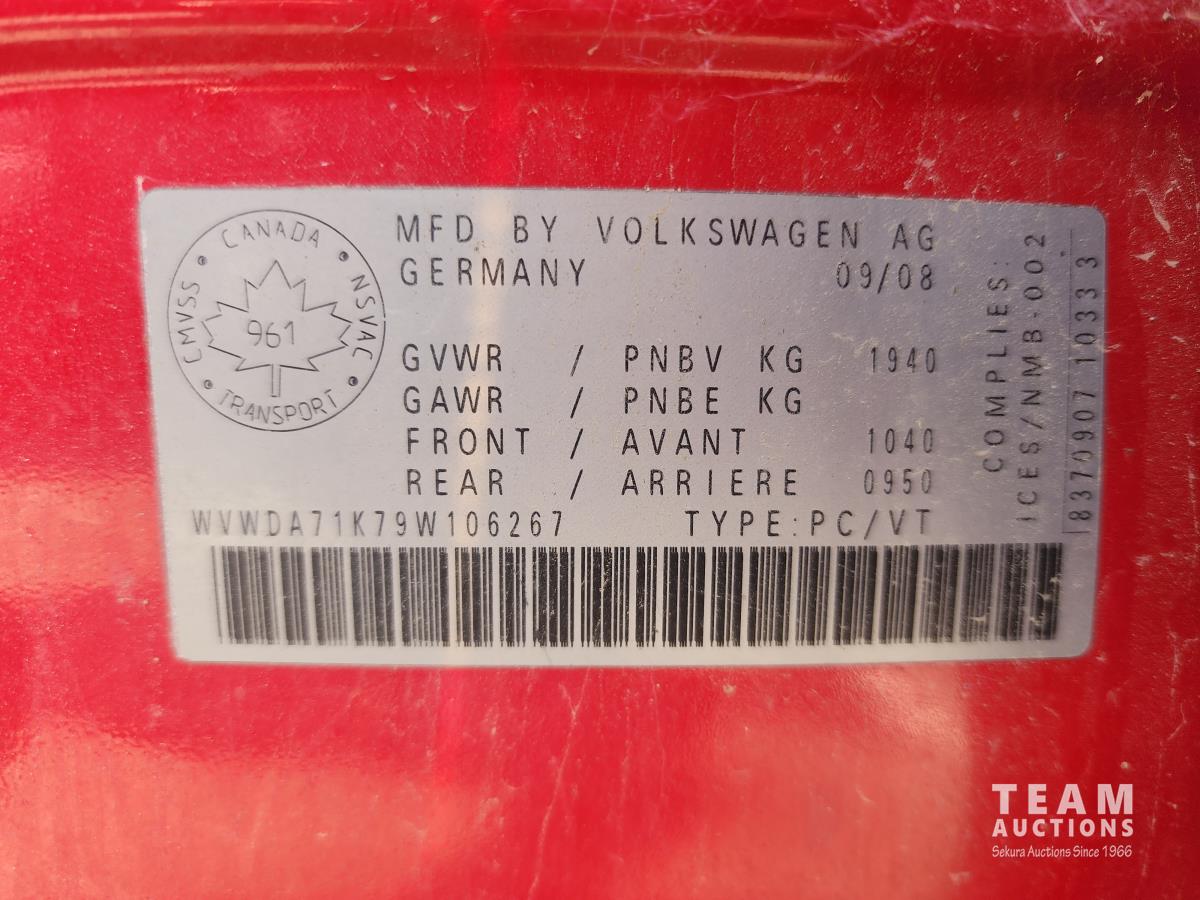 CANADA
CMVSS
NSVAC
961
TRANSPORT
MFD BY VOLKSWAGEN AG
GERMANY 09/08
GVWR / PNBV KG 1940
GAWR / PNBE KG
FRONT / AVANT 1040
REAR / ARRIERE 0950
WVWDA71K79W106267 TYPE:PC/VT
COMPLIES:
ICES/NMB-002
8370907 10333
TEAM
AUCTIONS
Sekura Auctions Since 1966